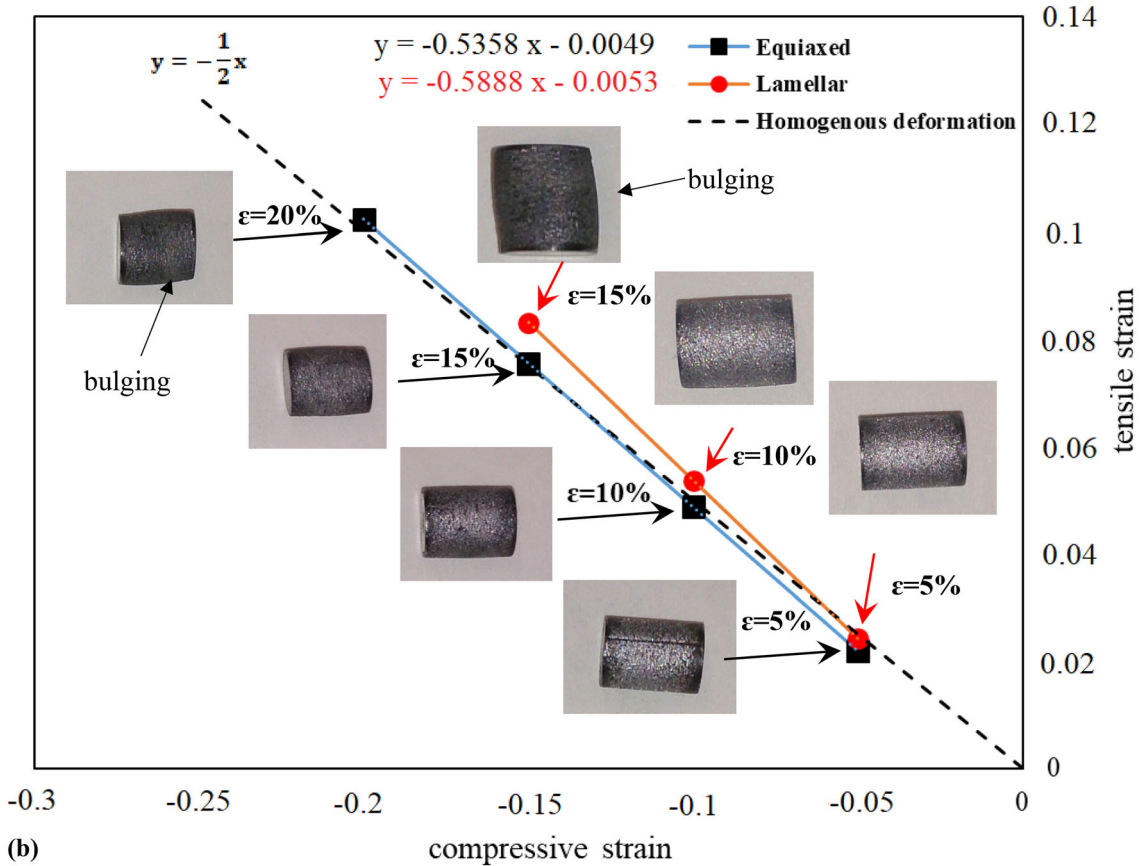 y = -1/2x
y = -0.5358 x - 0.0049
y = -0.5888 x - 0.0053
Equiaxed
Lamellar
Homogenous deformation
bulging
ε=20%
bulging
ε=15%
ε=15%
ε=10%
ε=10%
ε=5%
ε=5%
0.14
0.12
0.1
0.08
0.06
0.04
0.02
0
tensile strain
-0.3
-0.25
-0.2
-0.15
-0.1
-0.05
0
(b)
compressive strain